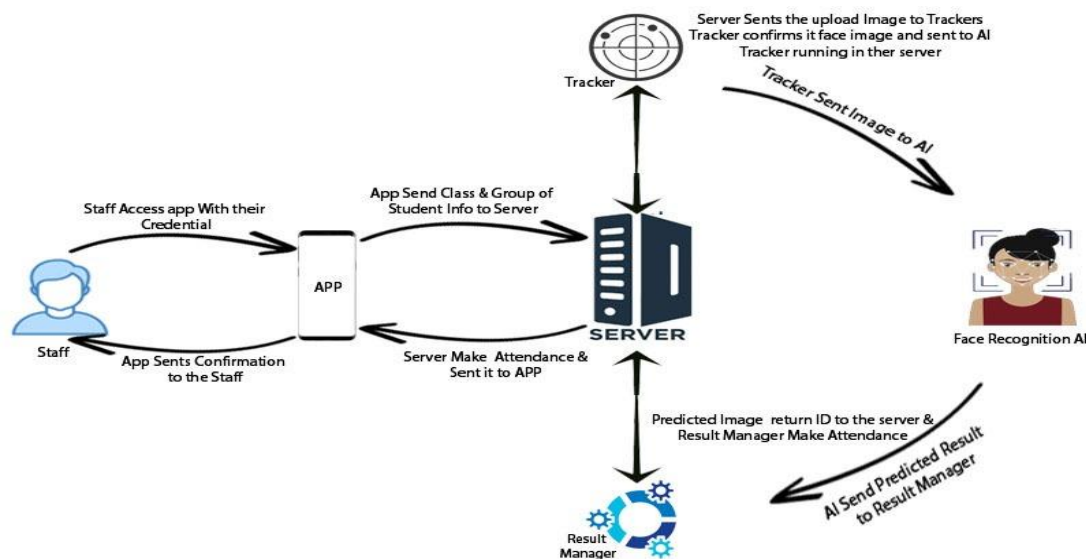 Server Sents the upload Image to Trackers
Tracker confirms it face image and sent to AI
Tracker running in ther server
Tracker
Tracker Sent Image to AI
Staff Access app With their
Credential
App Send Class & Group of
Student Info to Server
APP
SERVER
Staff
App Sents Confirmation
to the Staff
Server Make Attendance &
Sent it to APP
Face Recognition AI
Predicted Image return ID to the server &
Result Manager Make Attendance
AI Send Predicted Result
to Result Manager
Result
Manager